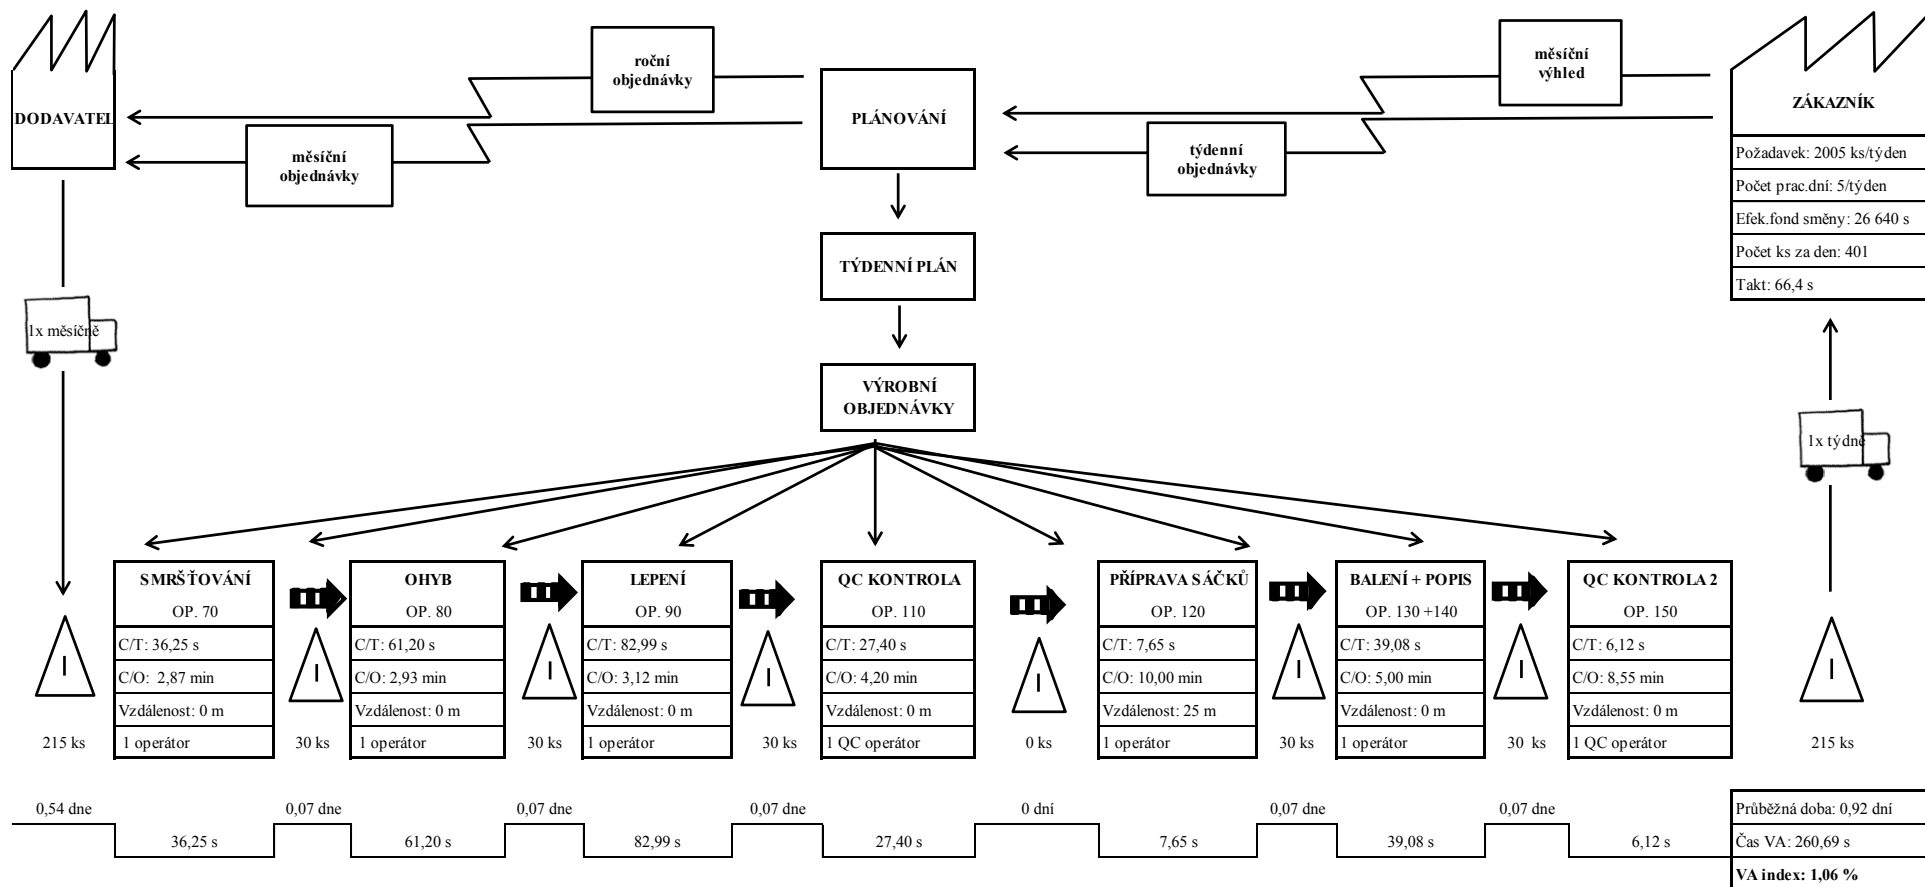 roční
objednávky
měsíční
výhled
DODAVATEL
PLÁNOVÁNÍ
ZÁKAZNÍK
měsíční
objednávky
týdenní
objednávky
Požadavek: 2005 ks/týden
Počet prac.dní: 5/týden
Efek.fond směny: 26 640 s
Počet ks za den: 401
Takt: 66,4 s
TÝDENNÍ PLÁN
1x měsíčně
VÝROBNÍ
OBJEDNÁVKY
1x týdně
SMRŠŤOVÁNÍ
OP. 70
C/T: 36,25 s
C/O: 2,87 min
Vzdálenost: 0 m
1 operátor
OHYB
OP. 80
C/T: 61,20 s
C/O: 2,93 min
Vzdálenost: 0 m
1 operátor
LEPENÍ
OP. 90
C/T: 82,99 s
C/O: 3,12 min
Vzdálenost: 0 m
1 operátor
QC KONTROLA
OP. 110
C/T: 27,40 s
C/O: 4,20 min
Vzdálenost: 0 m
1 QC operátor
PŘÍPRAVA SÁČKŮ
OP. 120
C/T: 7,65 s
C/O: 10,00 min
Vzdálenost: 25 m
1 operátor
BALENÍ + POPIS
OP. 130 +140
C/T: 39,08 s
C/O: 5,00 min
Vzdálenost: 0 m
1 operátor
QC KONTROLA 2
OP. 150
C/T: 6,12 s
C/O: 8,55 min
Vzdálenost: 0 m
1 QC operátor
I
I
I
I
I
I
I
I
215 ks
30 ks
30 ks
30 ks
0 ks
30 ks
30 ks
215 ks
0,54 dne
0,07 dne
0,07 dne
0,07 dne
0 dní
0,07 dne
0,07 dne
36,25 s
61,20 s
82,99 s
27,40 s
7,65 s
39,08 s
6,12 s
Průběžná doba: 0,92 dní
Čas VA: 260,69 s
VA index: 1,06 %